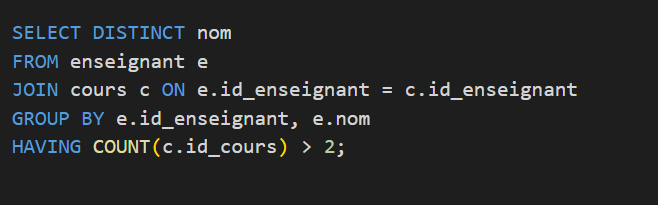 SELECT DISTINCT nom
FROM enseignant e
JOIN cours c ON e.id_enseignant = c.id_enseignant
GROUP BY e.id_enseignant, e.nom
HAVING COUNT(c.id_cours) > 2;